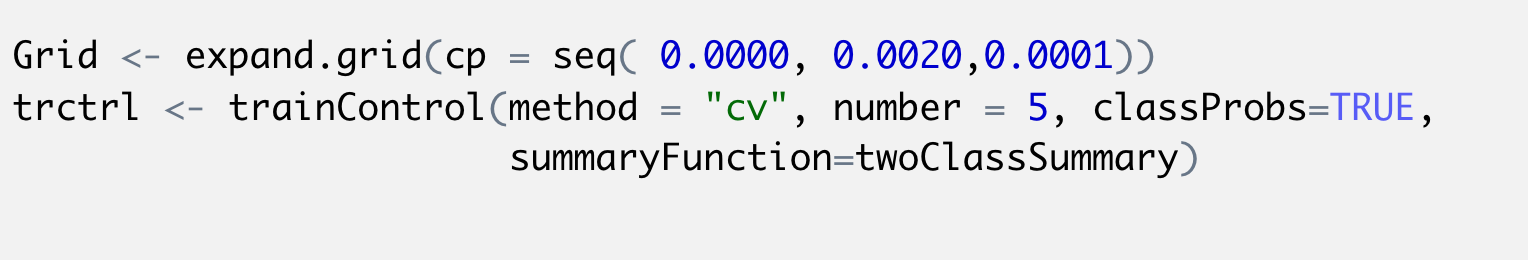 Grid <- expand.grid(cp = seq( 0.0000, 0.0020,0.0001))
trctrl <- trainControl(method = "cv", number = 5, classProbs=TRUE,
summaryFunction=twoClassSummary)